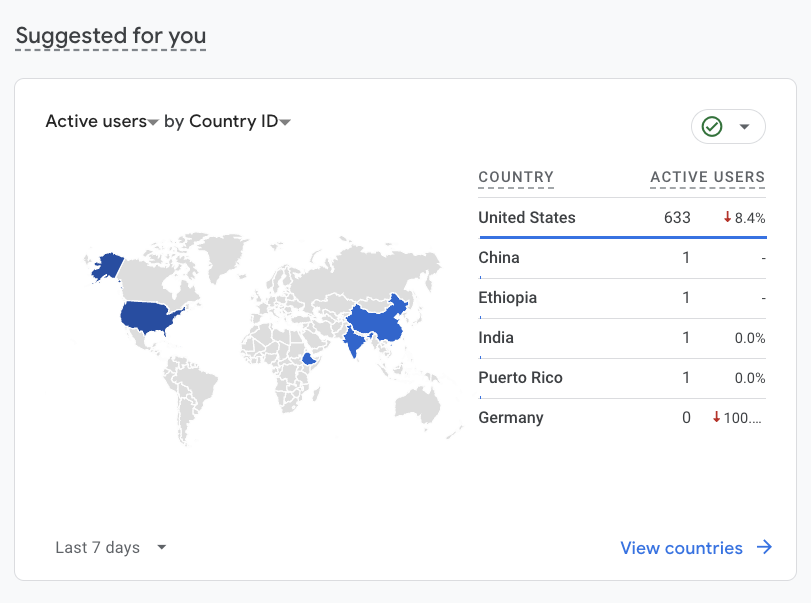 Suggested for you
Active users by Country ID
COUNTRY ACTIVE USERS
United States 633 8.4%
China 1 -
Ethiopia 1 -
India 1 0.0%
Puerto Rico 1 0.0%
Germany 0 100....
Last 7 days View countries